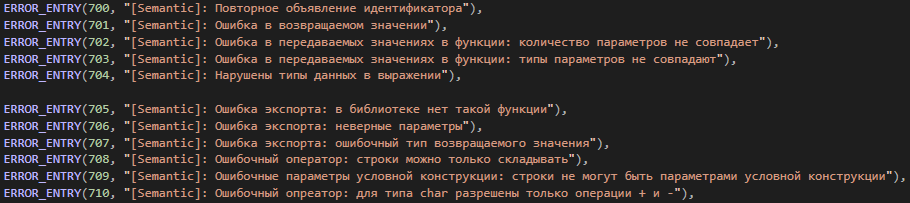 ERROR_ENTRY(700, "[Semantic]: Повторное объявление идентификатора"),
ERROR_ENTRY(701, "[Semantic]: Ошибка в возвращаемом значении"),
ERROR_ENTRY(702, "[Semantic]: Ошибка в передаваемых значениях в функции: количество параметров не совпадает"),
ERROR_ENTRY(703, "[Semantic]: Ошибка в передаваемых значениях в функции: типы параметров не совпадают"),
ERROR_ENTRY(704, "[Semantic]: Нарушены типы данных в выражении"),
ERROR_ENTRY(705, "[Semantic]: Ошибка экспорта: в библиотеке нет такой функции"),
ERROR_ENTRY(706, "[Semantic]: Ошибка экспорта: неверные параметры"),
ERROR_ENTRY(707, "[Semantic]: Ошибка экспорта: ошибочный тип возвращаемого значения"),
ERROR_ENTRY(708, "[Semantic]: Ошибочный оператор: строки можно только складывать"),
ERROR_ENTRY(709, "[Semantic]: Ошибочные параметры условной конструкции: строки не могут быть параметрами условной конструкции"),
ERROR_ENTRY(710, "[Semantic]: Ошибочный опреатор: для типа char разрешены только операции + и -"),